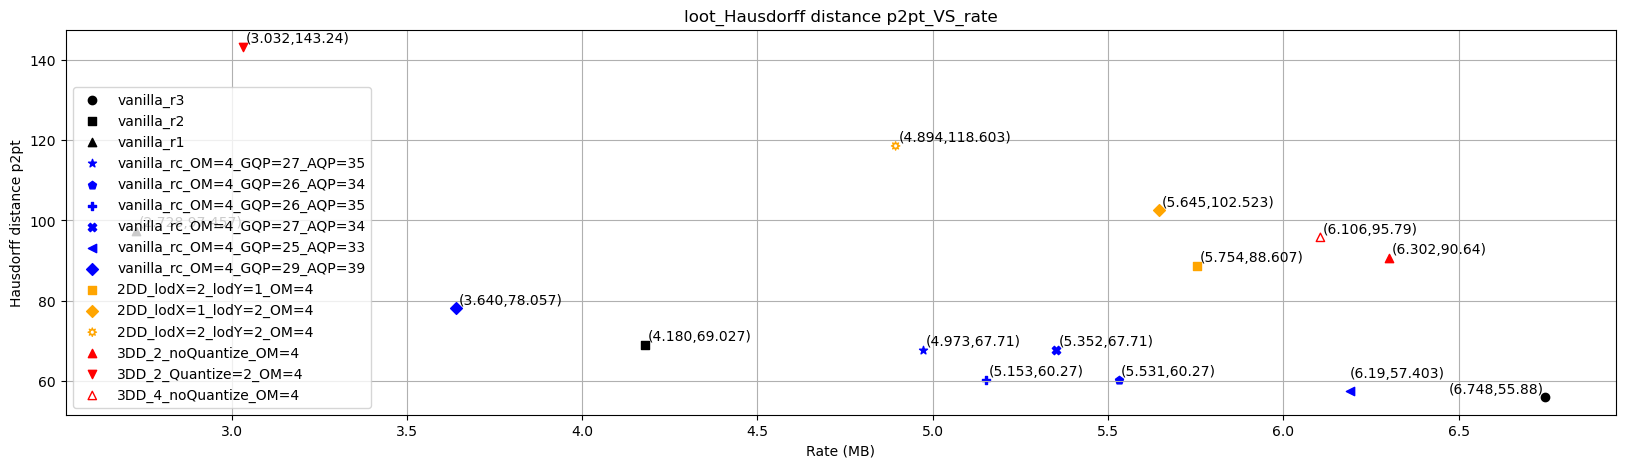 loot_Hausdorff distance p2pt_VS_rate
Hausdorff distance p2pt
140
120
100
80
60
(3.032,143.24)
(4.894,118.603)
(5.645,102.523)
(6.106,95.79)
(6.302,90.64)
(5.754,88.607)
(2.728,97.457)
(3.640,78.057)
(4.180,69.027)
(4.973,67.71)
(5.352,67.71)
(5.153,60.27)
(5.531,60.27)
(6.19,57.403)
(6.748,55.88)
vanilla_r3
vanilla_r2
vanilla_r1
vanilla_rc_OM=4_GQP=27_AQP=35
vanilla_rc_OM=4_GQP=26_AQP=34
vanilla_rc_OM=4_GQP=26_AQP=35
vanilla_rc_OM=4_GQP=27_AQP=34
vanilla_rc_OM=4_GQP=25_AQP=33
vanilla_rc_OM=4_GQP=29_AQP=39
2DD_lodX=2_lodY=1_OM=4
2DD_lodX=1_lodY=2_OM=4
2DD_lodX=2_lodY=2_OM=4
3DD_2_noQuantize_OM=4
3DD_2_Quantize=2_OM=4
3DD_4_noQuantize_OM=4
3.0 3.5 4.0 4.5 5.0 5.5 6.0 6.5
Rate (MB)